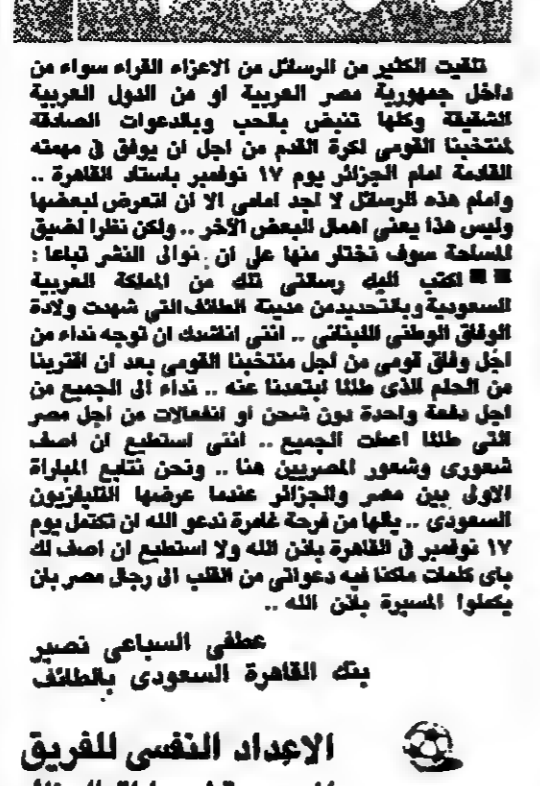 تلقيت الكثير من الرسائل من الاعزاء القراء سواء من
داخل جمهورية مصر العربية او من الدول العربية
الشقيقة وكلها تنبض بالحب وبالدعوات الصادقة
لمنتخبنا القومى لكرة القدم من اجل ان يوفق فى مهمته
القادمة امام الجزائر يوم ١٧ نوفمبر باستاد القاهرة ..
وامام هذه الرسائل لا اجد امامى الا ان اتعرض لبعضها
وليس هذا يعنى اهمال البعض الآخر .. ولكن نظرا لضيق
المساحة سوف نختار منها على ان نوالى النشر تباعا :
■■ اكتب اليك رسالتى تلك من المملكة العربية
السعودية وبالتحديد من مدينة الطائف التى شهدت ولادة
الوفاق الوطنى اللبنانى .. اننى اناشدك ان توجه نداء من
اجل وفاق قومى من اجل منتخبنا القومى بعد ان اقترينا
من الحلم الذى طالما ابتعدنا عنه .. نداء الى الجميع من
اجل دفعة واحدة دون شحن او انفعالات من اجل مصر
التى طالما اعطت الجميع .. اننى استطيع ان اصف
شعورى وشعور المصريين هنا .. ونحن نتابع المباراة
الاولى بين مصر والجزائر عندما عرضها التليفزيون
السعودى .. يالها من فرحة غامرة ندعو الله ان تكتمل يوم
١٧ نوفمبر فى القاهرة باذن الله ولا استطيع ان اصف لك
باى كلمات ماكنا فيه دعواتى من القلب الى رجال مصر بان
يكملوا المسيرة باذن الله ..
عطفى السباعى نصير
بنك القاهرة السعودى بالطائف
الاعداد النفسى للفريق